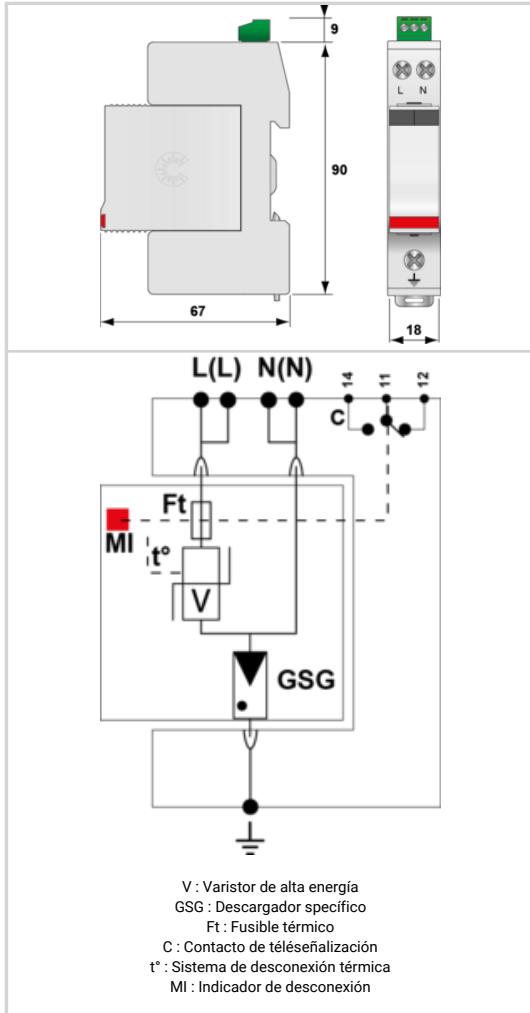 9
L N
90
67
18
L(L) N(N)
14 11 12
C
Ft
MI
t°
V
GSG
V : Varistor de alta energía
GSG : Descargador específico
Ft : Fusible térmico
C : Contacto de téléseñalización
t° : Sistema de desconexión térmica
MI : Indicador de desconexión